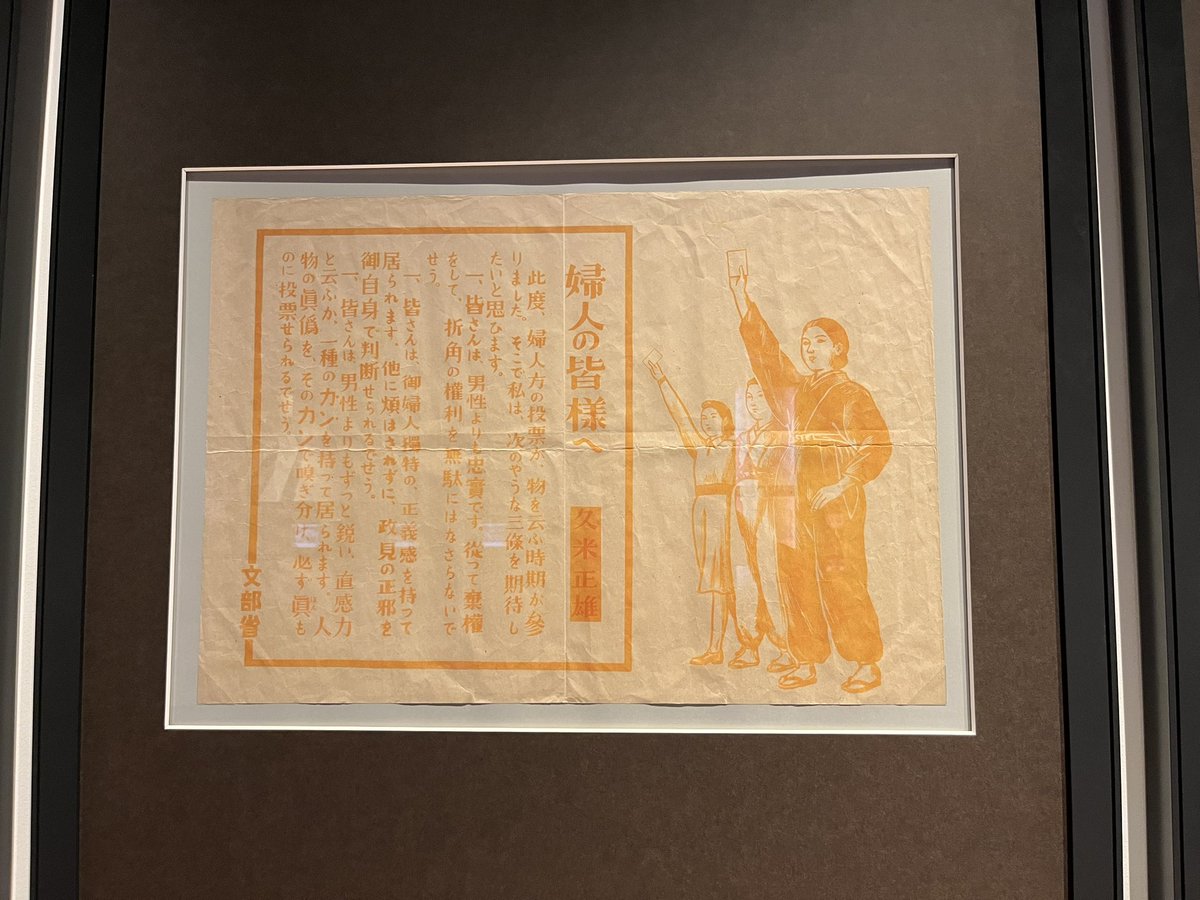 婦人の皆様へ
久米正雄
此度、婦人方の投票が、物を云ふ時期が參
りました。そこで私は、次のやうな三條を期待し
たいと思ひます。
一、皆さんは、男性よりも忠實です。從って棄權
をして、折角の權利を無駄にはなさらないで
せう。
一、皆さんは、御婦人獨特の、正義感を持って
居られます。他に煩はされずに、政見の正邪を
御自身で判断せられるでせう。
一、皆さんは、男性よりもずっと鋭い、直感力
と云ふか、一種のカンを持って居られます。人
物の眞僞を、そのカンで嗅ぎ分け、必ず眞も
のに投票せられるでせう。
文部省